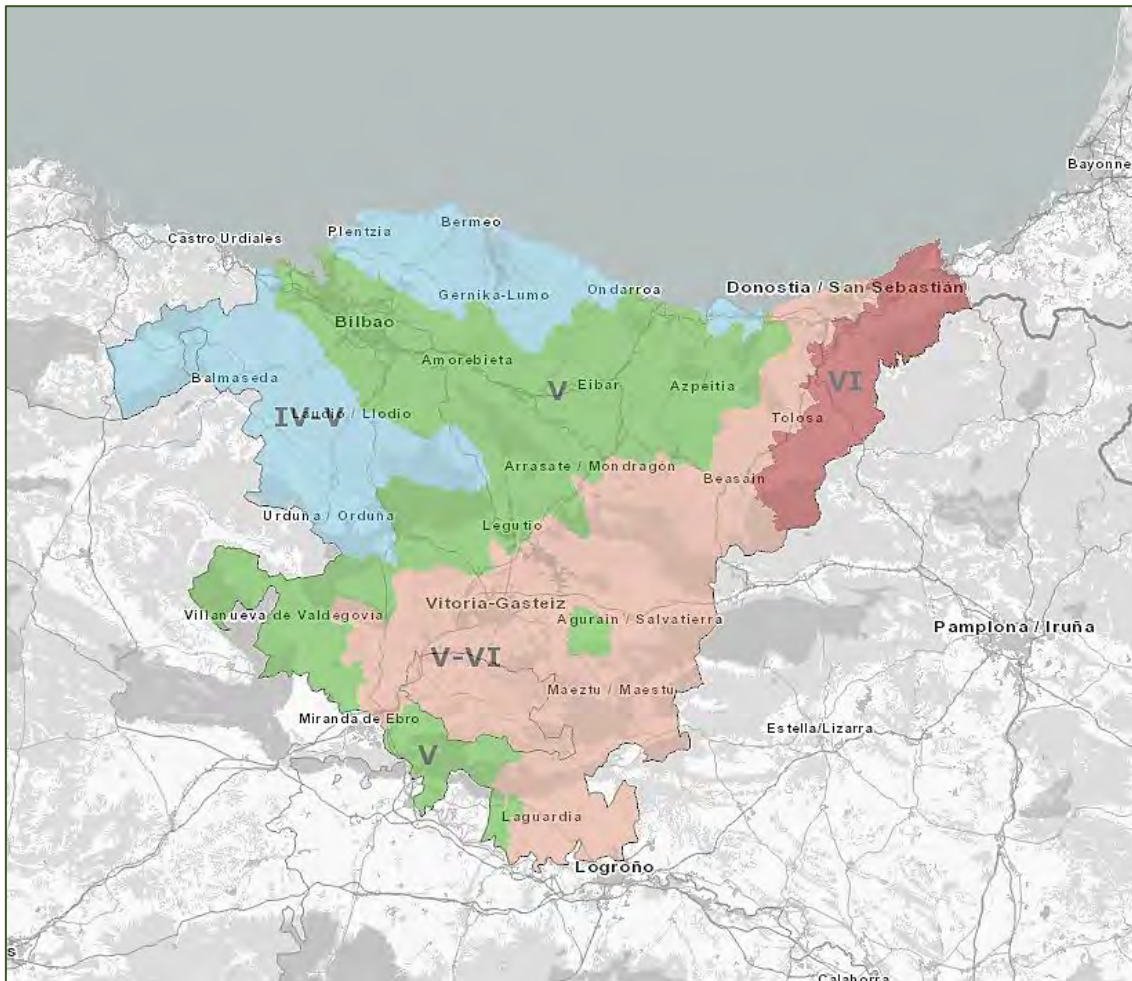 Bayonne
Bermeo
Plentzia
Castro Urdiales
Donostia / San Sebastián
Ondarroa
Gernika-Lumo
Bilbao
Amorebieta
V
Eibar
Azpeitia
VI
Balmaseda
IV-V
Laudio / Llodio
Tolosa
Arrasate / Mondragón
Beasain
Urduña / Orduña
Legutio
Vitoria-Gasteiz
Villanueva de Valdegovía
Agurain / Salvatierra
Pamplona / Iruña
V-VI
Maeztu / Maestu
Miranda de Ebro
Estella/Lizarra
V
Laguardia
Logroño
s
Calahorra